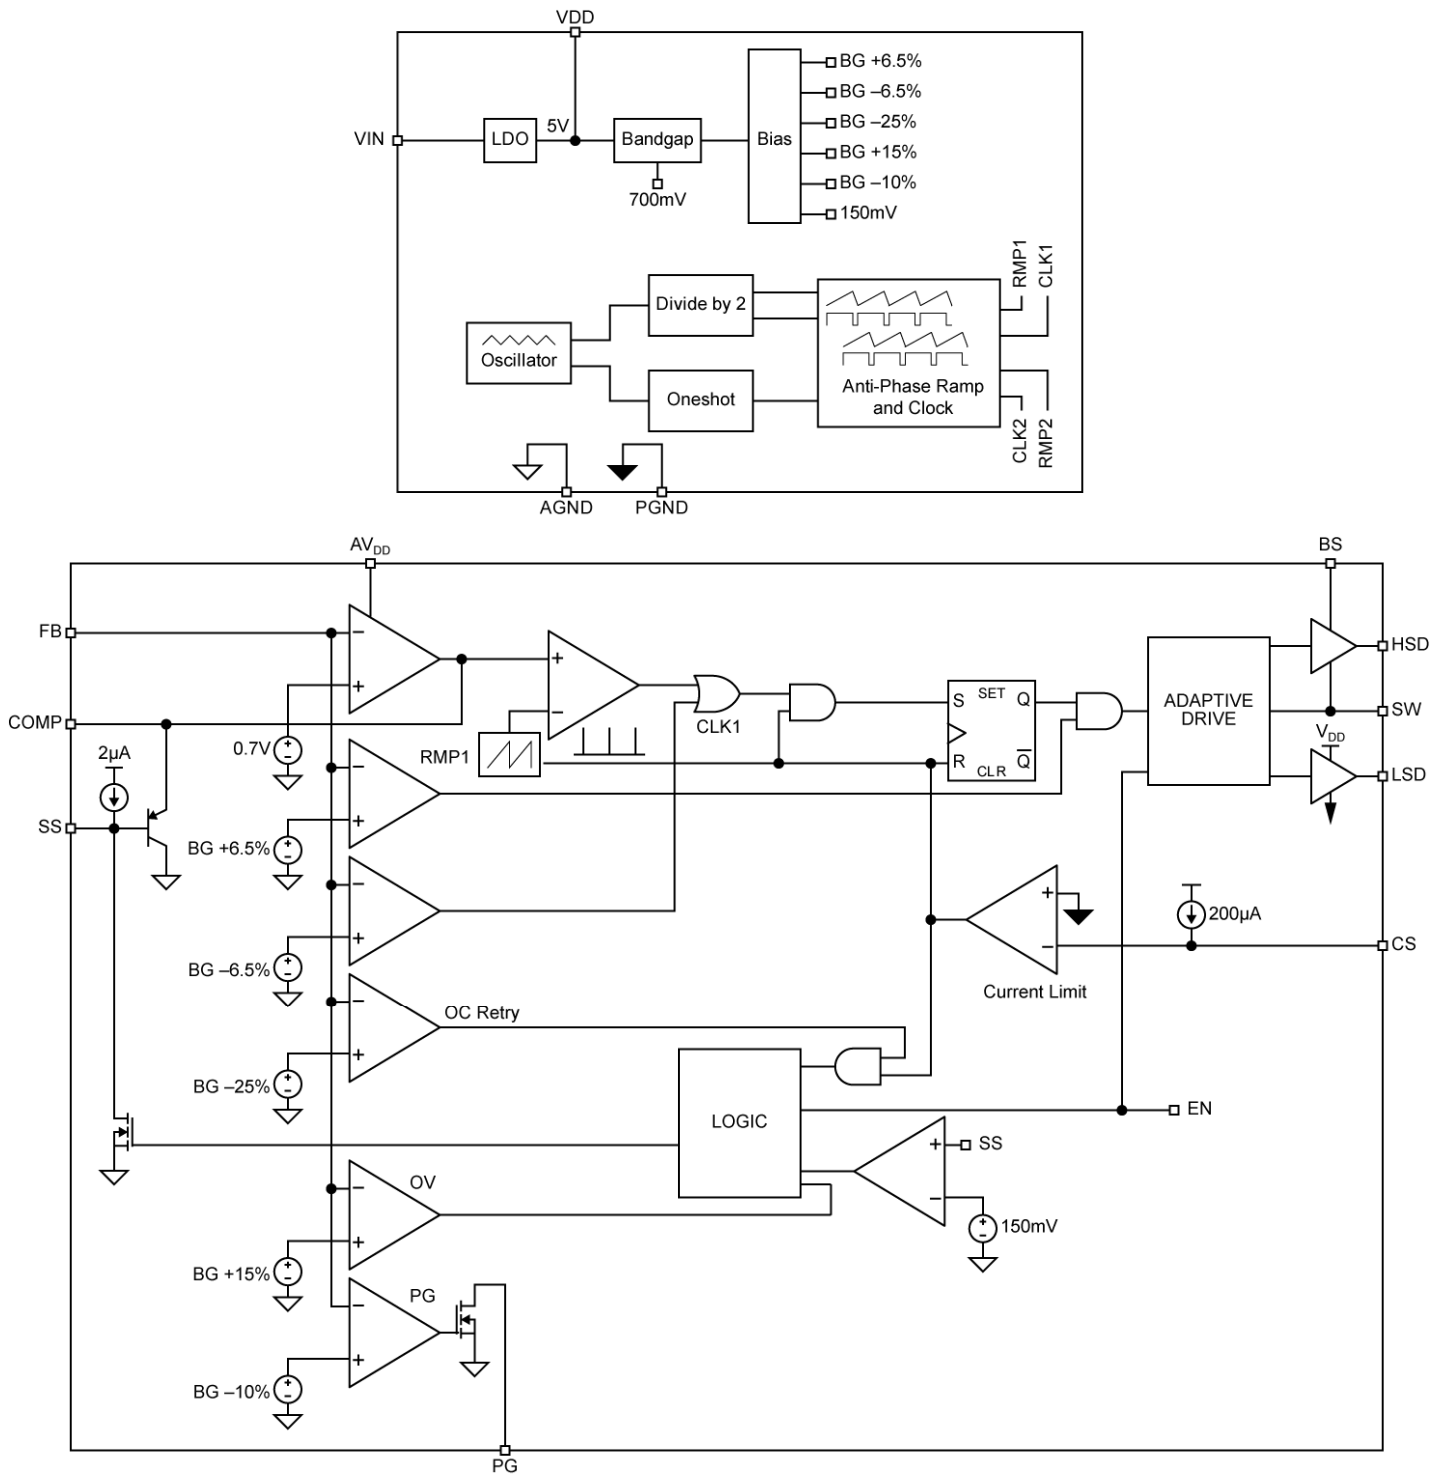 VDD
VIN
LDO
5V
Bandgap
700mV
Bias
BG +6.5%
BG –6.5%
BG –25%
BG +15%
BG –10%
150mV
Oscillator
Divide by 2
Oneshot
Anti-Phase Ramp
and Clock
RMP1
CLK1
CLK2
RMP2
AGND
PGND
AVDD
BS
FB
–
+
COMP
0.7V
2µA
SS
+
–
RMP1
CLK1
S
SET
Q
R
CLR
Q̅
ADAPTIVE
DRIVE
HSD
SW
VDD
LSD
–
+
BG +6.5%
–
+
BG –6.5%
–
+
BG –25%
OC Retry
+
–
Current Limit
200µA
CS
LOGIC
EN
+
–
SS
150mV
OV
–
+
BG +15%
PG
–
+
BG –10%
PG